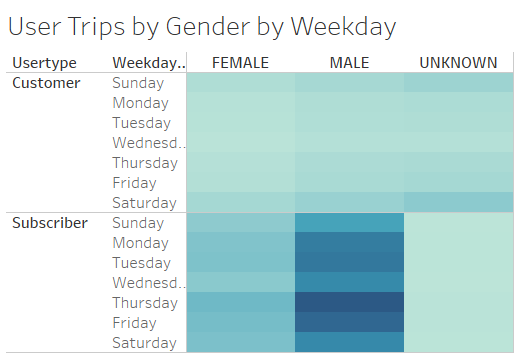 User Trips by Gender by Weekday
Usertype Weekday.. FEMALE MALE UNKNOWN
Customer Sunday
Monday
Tuesday
Wednesd..
Thursday
Friday
Saturday
Subscriber Sunday
Monday
Tuesday
Wednesd..
Thursday
Friday
Saturday